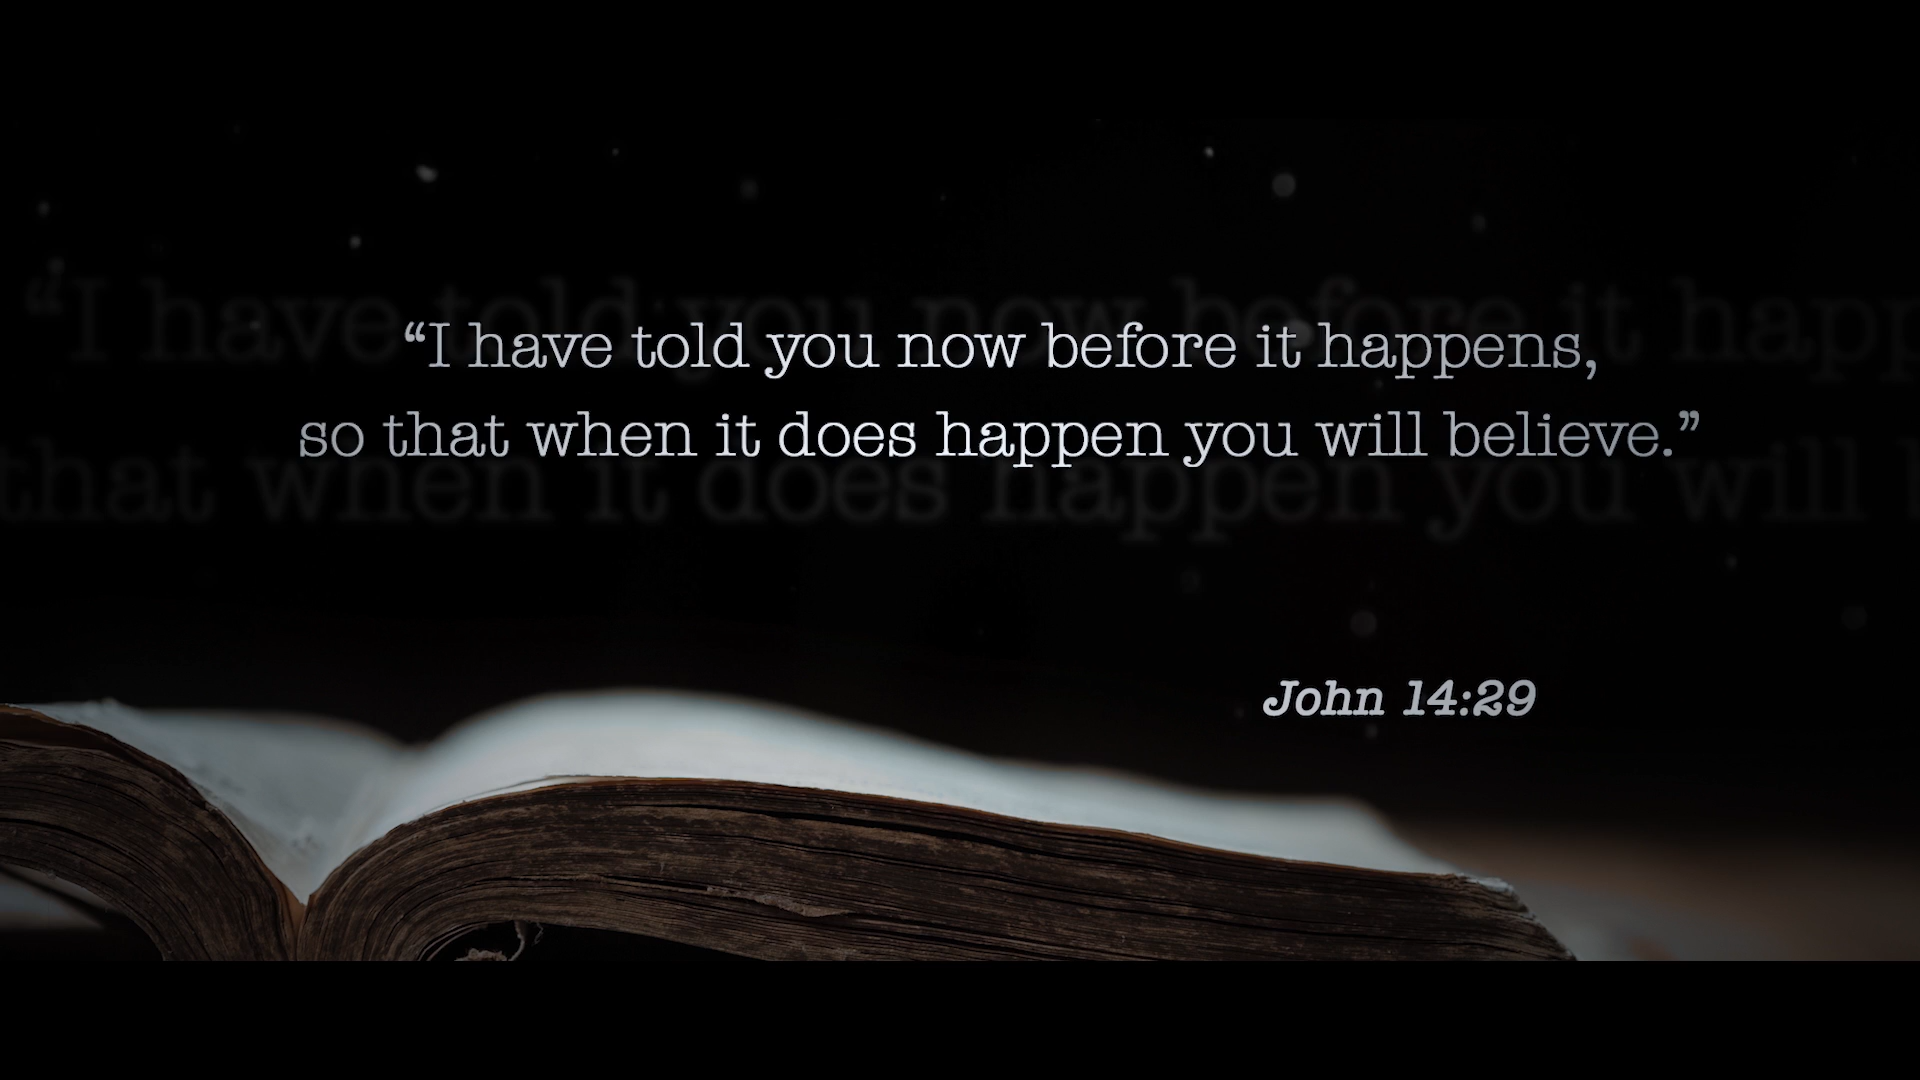 “I have told you now before it happens,
so that when it does happen you will believe.”
John 14:29